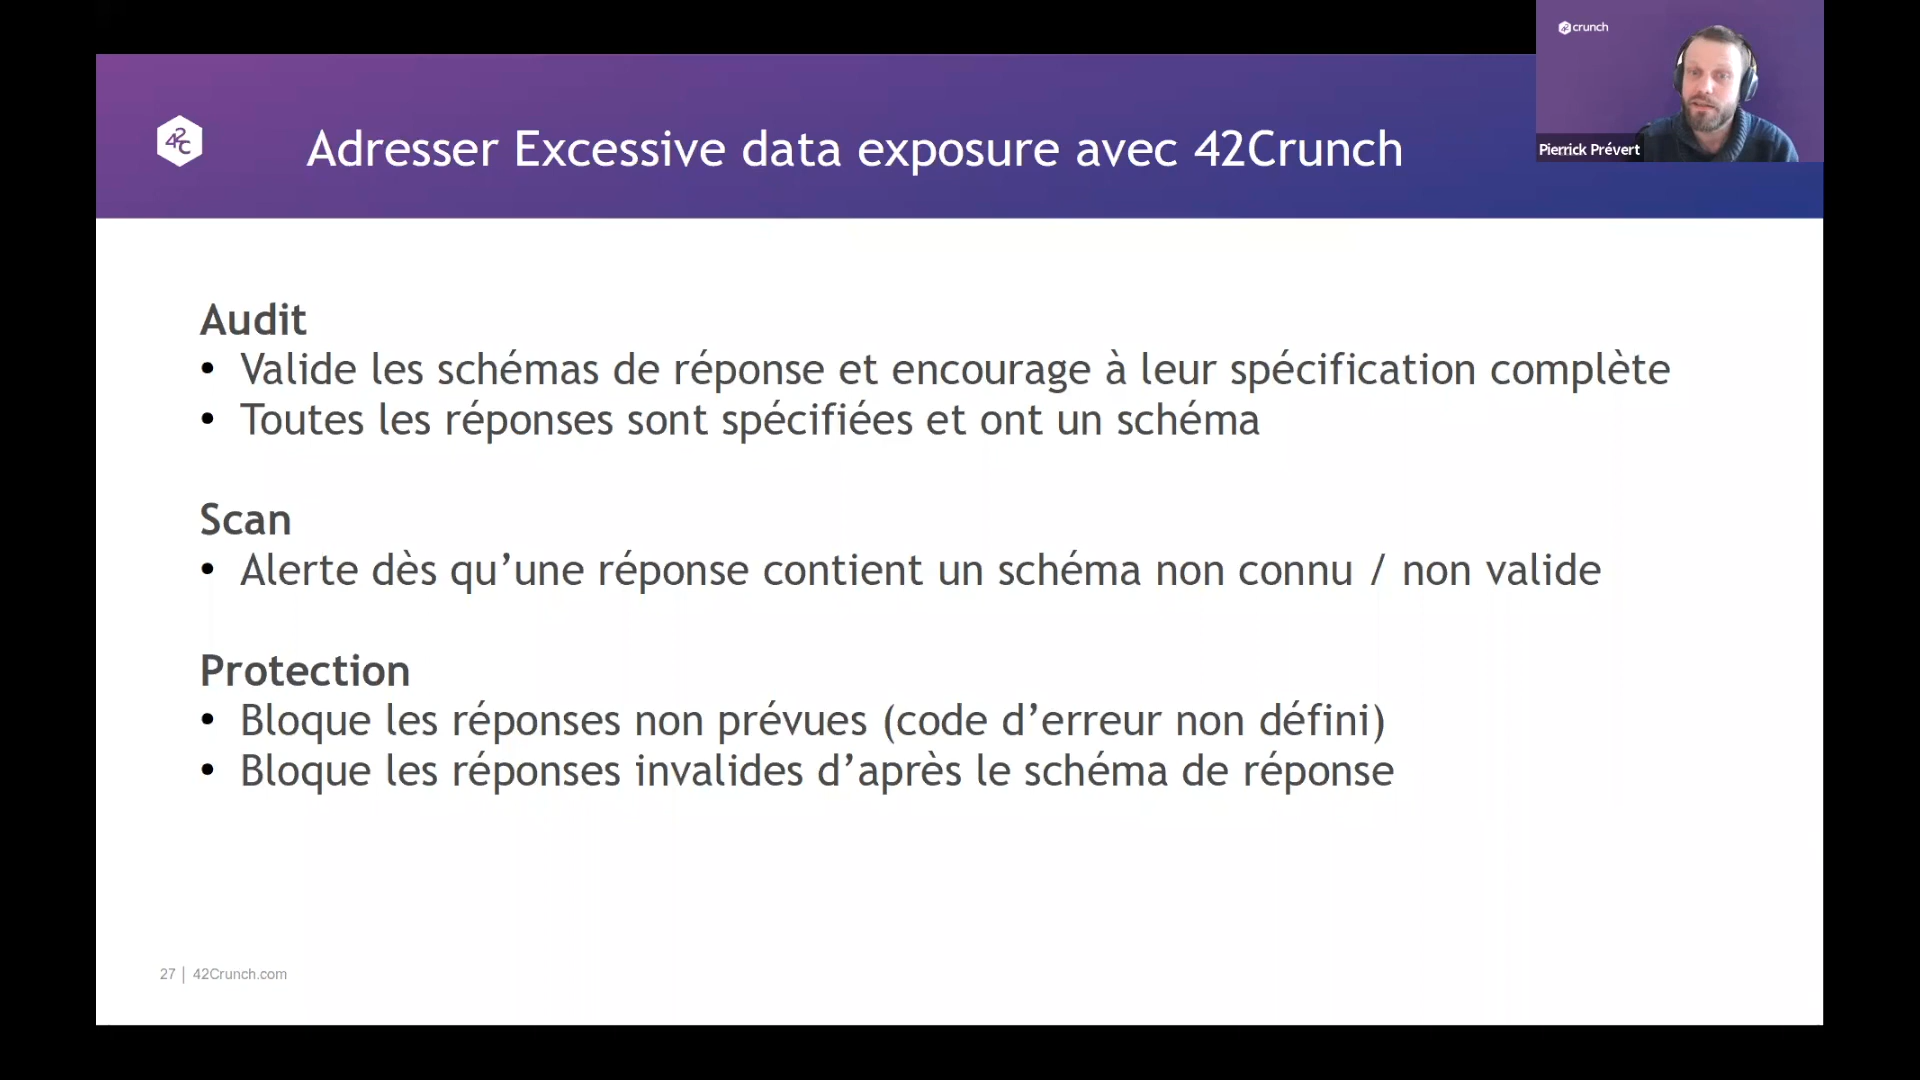 crunch
Pierrick Prévert
42c
Adresser Excessive data exposure avec 42Crunch
Audit
• Valide les schémas de réponse et encourage à leur spécification complète
• Toutes les réponses sont spécifiées et ont un schéma
Scan
• Alerte dès qu’une réponse contient un schéma non connu / non valide
Protection
• Bloque les réponses non prévues (code d’erreur non défini)
• Bloque les réponses invalides d’après le schéma de réponse
27 | 42Crunch.com